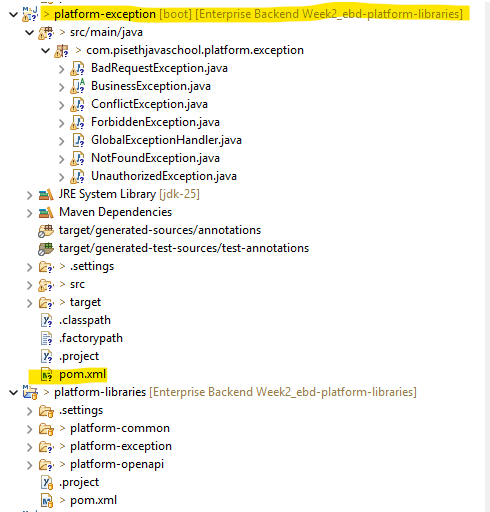 > platform-exception [boot] [Enterprise Backend Week2_ebd-platform-libraries]
> src/main/java
> com.pisethjavaschool.platform.exception
> BadRequestException.java
> BusinessException.java
> ConflictException.java
> ForbiddenException.java
> GlobalExceptionHandler.java
> NotFoundException.java
> UnauthorizedException.java
JRE System Library [jdk-25]
Maven Dependencies
target/generated-sources/annotations
target/generated-test-sources/test-annotations
> .settings
> src
> target
.classpath
.factorypath
.project
pom.xml
> platform-libraries [Enterprise Backend Week2_ebd-platform-libraries]
> .settings
> platform-common
> platform-exception
> platform-openapi
.project
> pom.xml